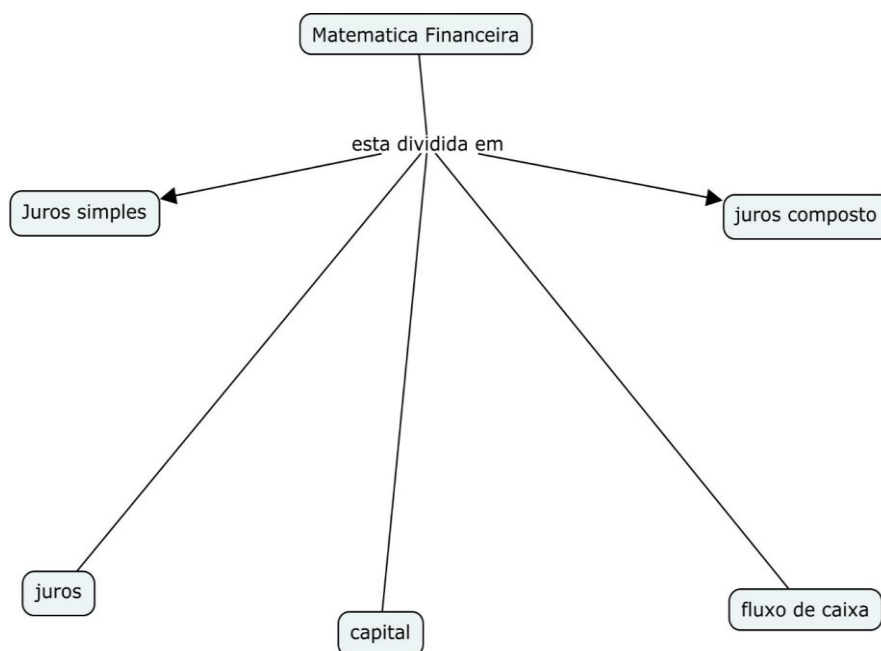 Matematica Financeira
esta dividida em
Juros simples
juros composto
juros
capital
fluxo de caixa